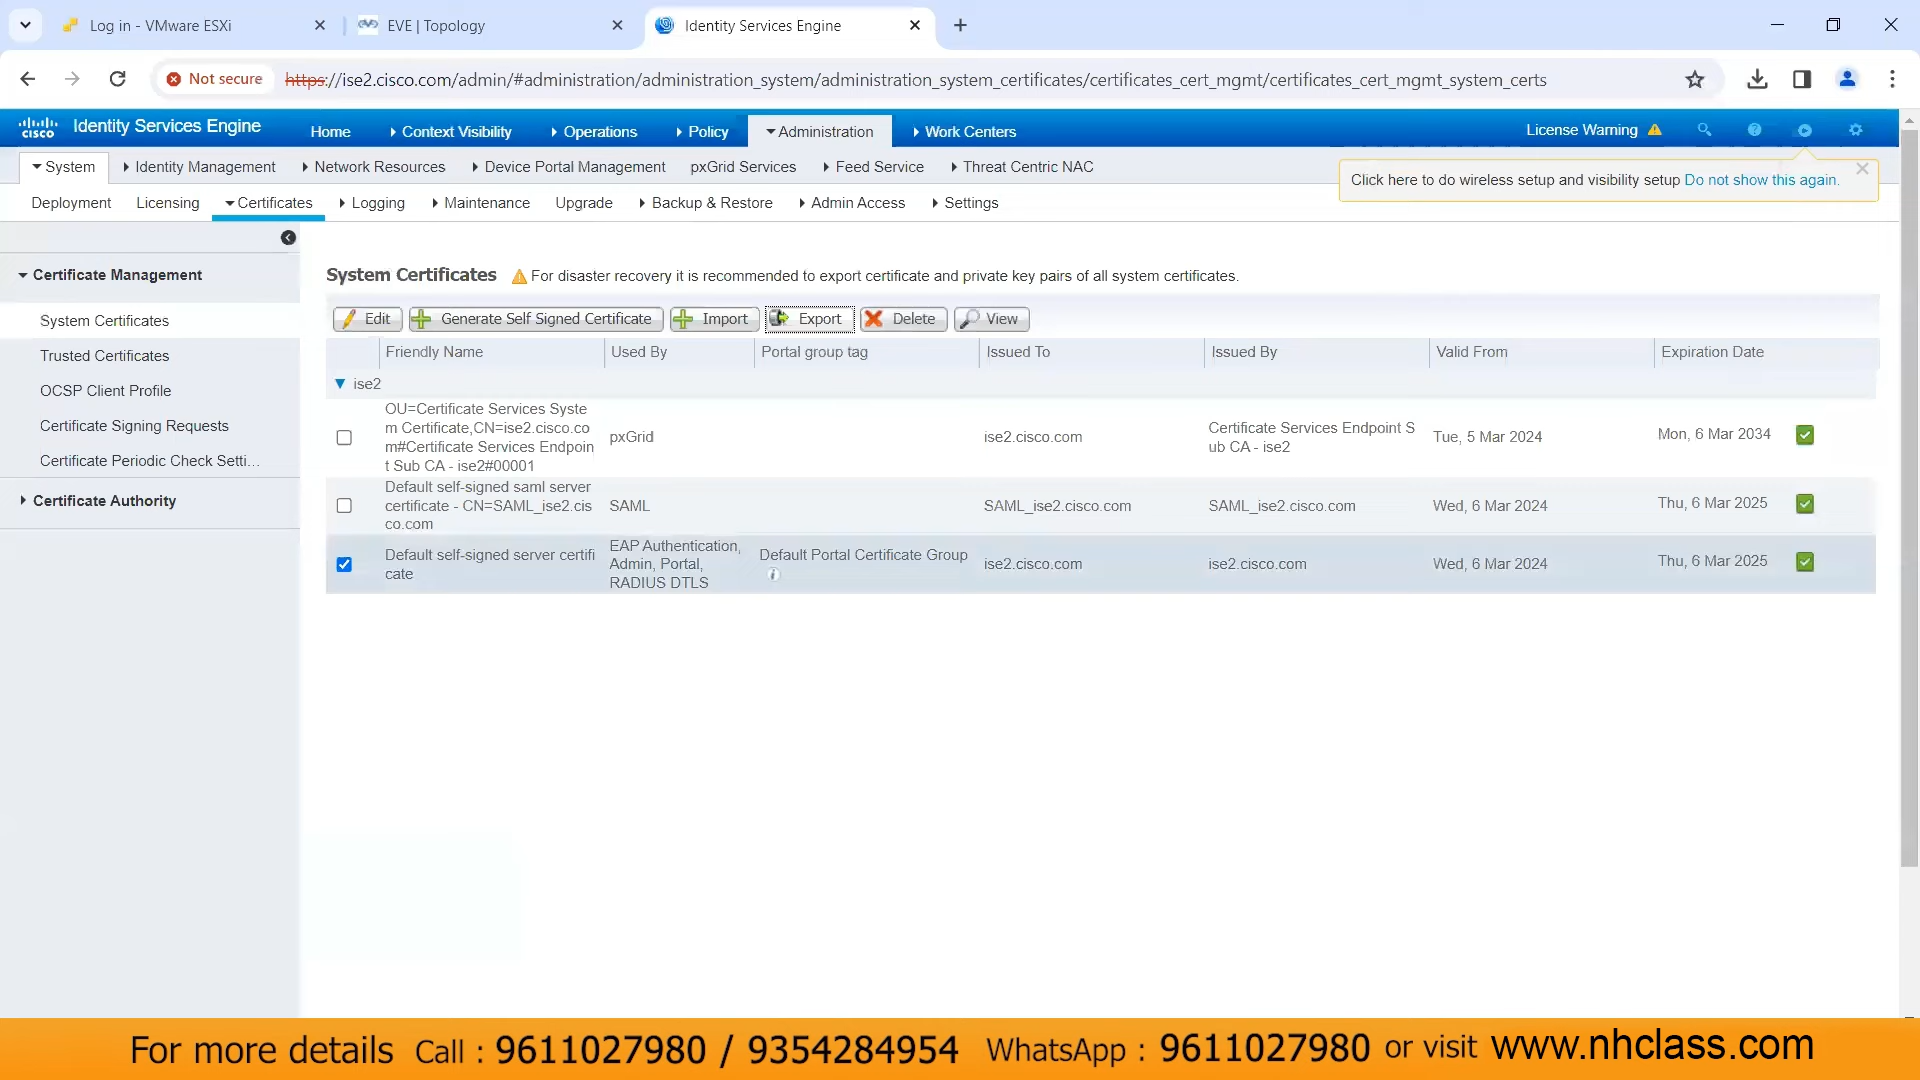 Log in - VMware ESXi
EVE | Topology
Identity Services Engine
Not secure
https://ise2.cisco.com/admin/#administration/administration_system/administration_system_certificates/certificates_cert_mgmt/certificates_cert_mgmt_system_certs
cisco
Identity Services Engine
Home
Context Visibility
Operations
Policy
Administration
Work Centers
License Warning
System
Identity Management
Network Resources
Device Portal Management
pxGrid Services
Feed Service
Threat Centric NAC
Click here to do wireless setup and visibility setup Do not show this again.
Deployment
Licensing
Certificates
Logging
Maintenance
Upgrade
Backup & Restore
Admin Access
Settings
Certificate Management
System Certificates
Trusted Certificates
OCSP Client Profile
Certificate Signing Requests
Certificate Periodic Check Setti...
Certificate Authority
System Certificates
For disaster recovery it is recommended to export certificate and private key pairs of all system certificates.
Edit
Generate Self Signed Certificate
Import
Export
Delete
View
Friendly Name
Used By
Portal group tag
Issued To
Issued By
Valid From
Expiration Date
ise2
OU=Certificate Services Syste
m Certificate,CN=ise2.cisco.co
m#Certificate Services Endpoin
t Sub CA - ise2#00001
pxGrid
ise2.cisco.com
Certificate Services Endpoint S
ub CA - ise2
Tue, 5 Mar 2024
Mon, 6 Mar 2034
Default self-signed saml server
certificate - CN=SAML_ise2.cis
co.com
SAML
SAML_ise2.cisco.com
SAML_ise2.cisco.com
Wed, 6 Mar 2024
Thu, 6 Mar 2025
Default self-signed server certifi
cate
EAP Authentication,
Admin, Portal,
RADIUS DTLS
Default Portal Certificate Group
ise2.cisco.com
ise2.cisco.com
Wed, 6 Mar 2024
Thu, 6 Mar 2025
For more details Call : 9611027980 / 9354284954 WhatsApp : 9611027980 or visit www.nhclass.com